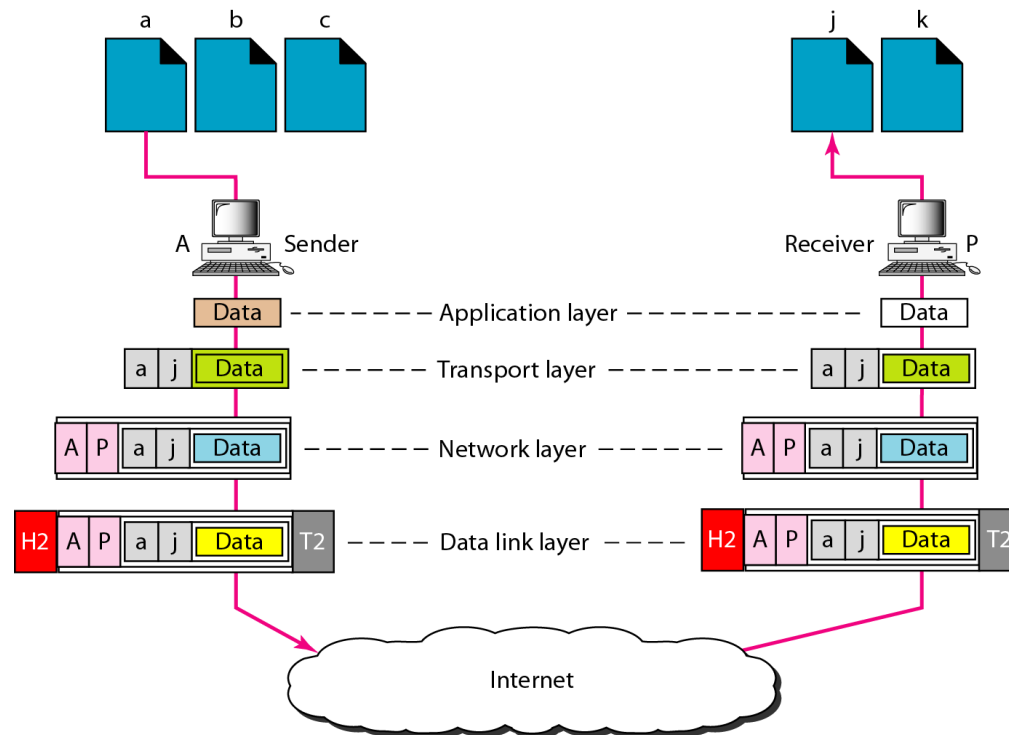 a b c j k
A Sender Receiver P
Data Application layer Data
a j Data Transport layer a j Data
A P a j Data Network layer A P a j Data
H2 A P a j Data T2 Data link layer H2 A P a j Data T2
Internet